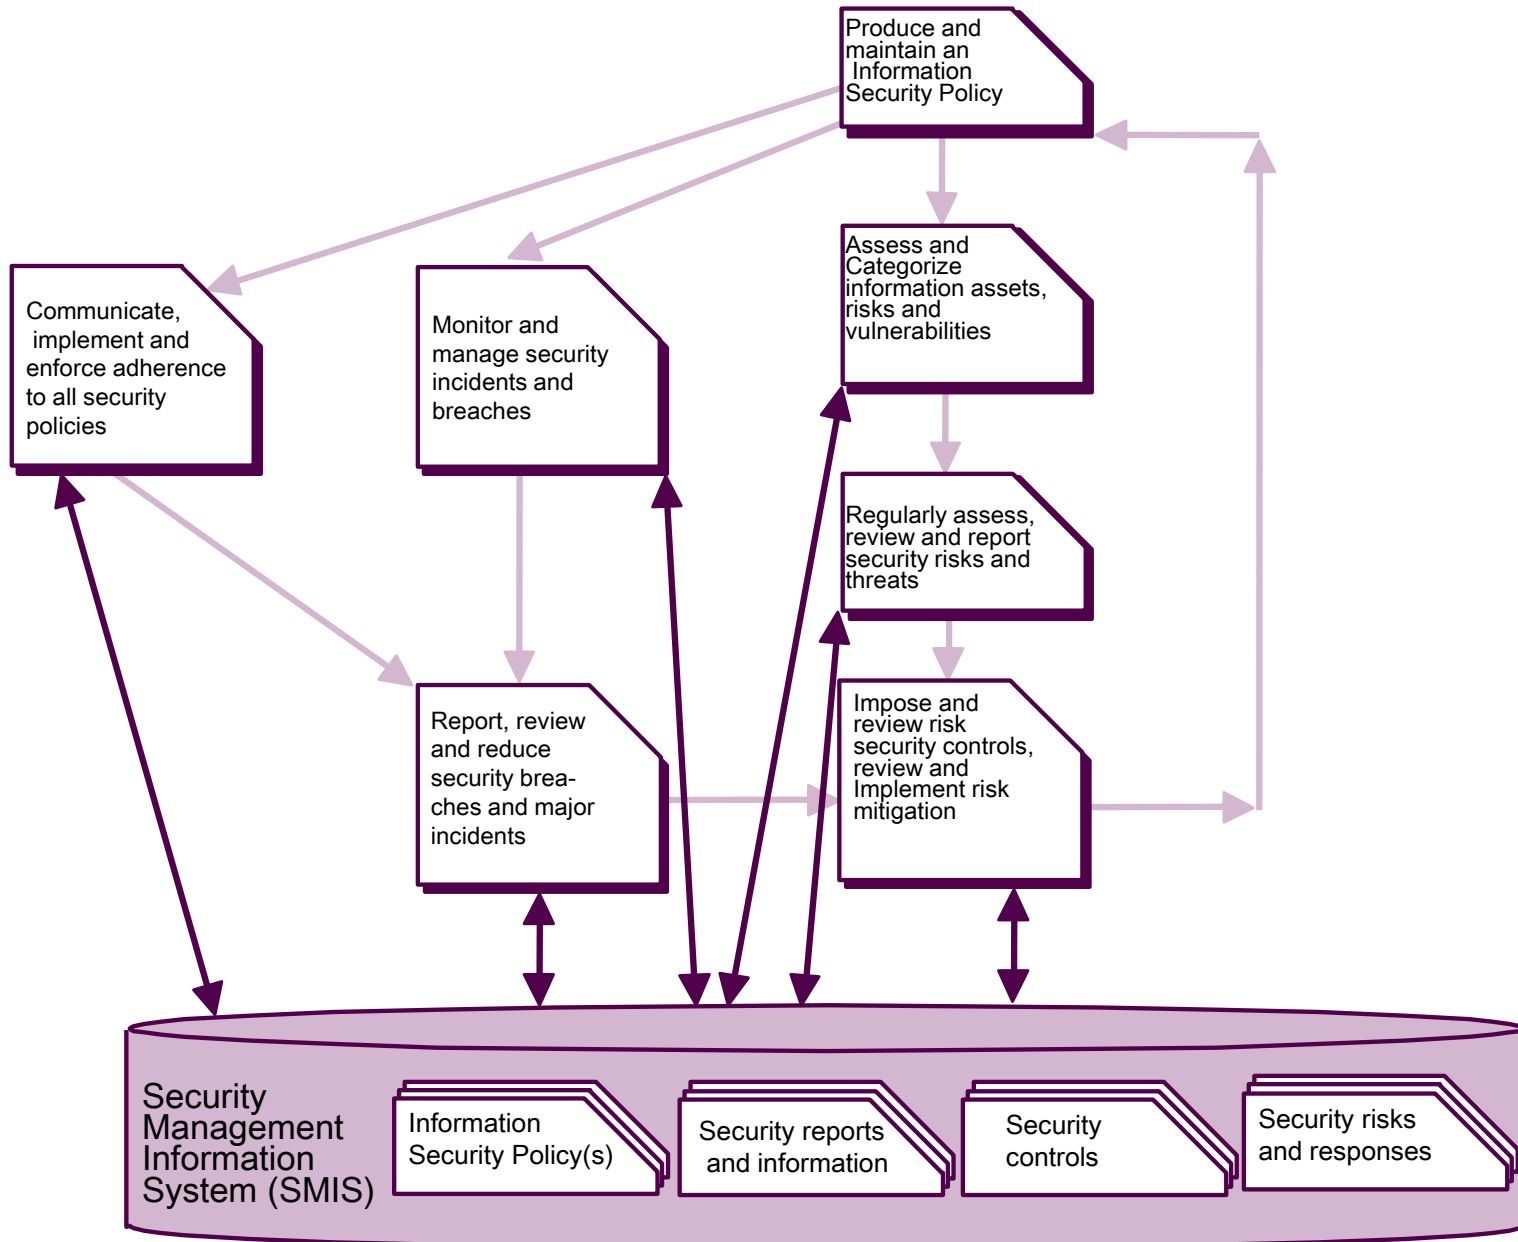 Produce and
maintain an
Information
Security Policy
Assess and
Categorize
information assets,
risks and
vulnerabilities
Communicate,
implement and
enforce adherence
to all security
policies
Monitor and
manage security
incidents and
breaches
Regularly assess,
review and report
security risks and
threats
Report, review
and reduce
security brea-
ches and major
incidents
Impose and
review risk
security controls,
review and
Implement risk
mitigation
Security
Management
Information
System (SMIS)
Information
Security Policy(s)
Security reports
and information
Security
controls
Security risks
and responses